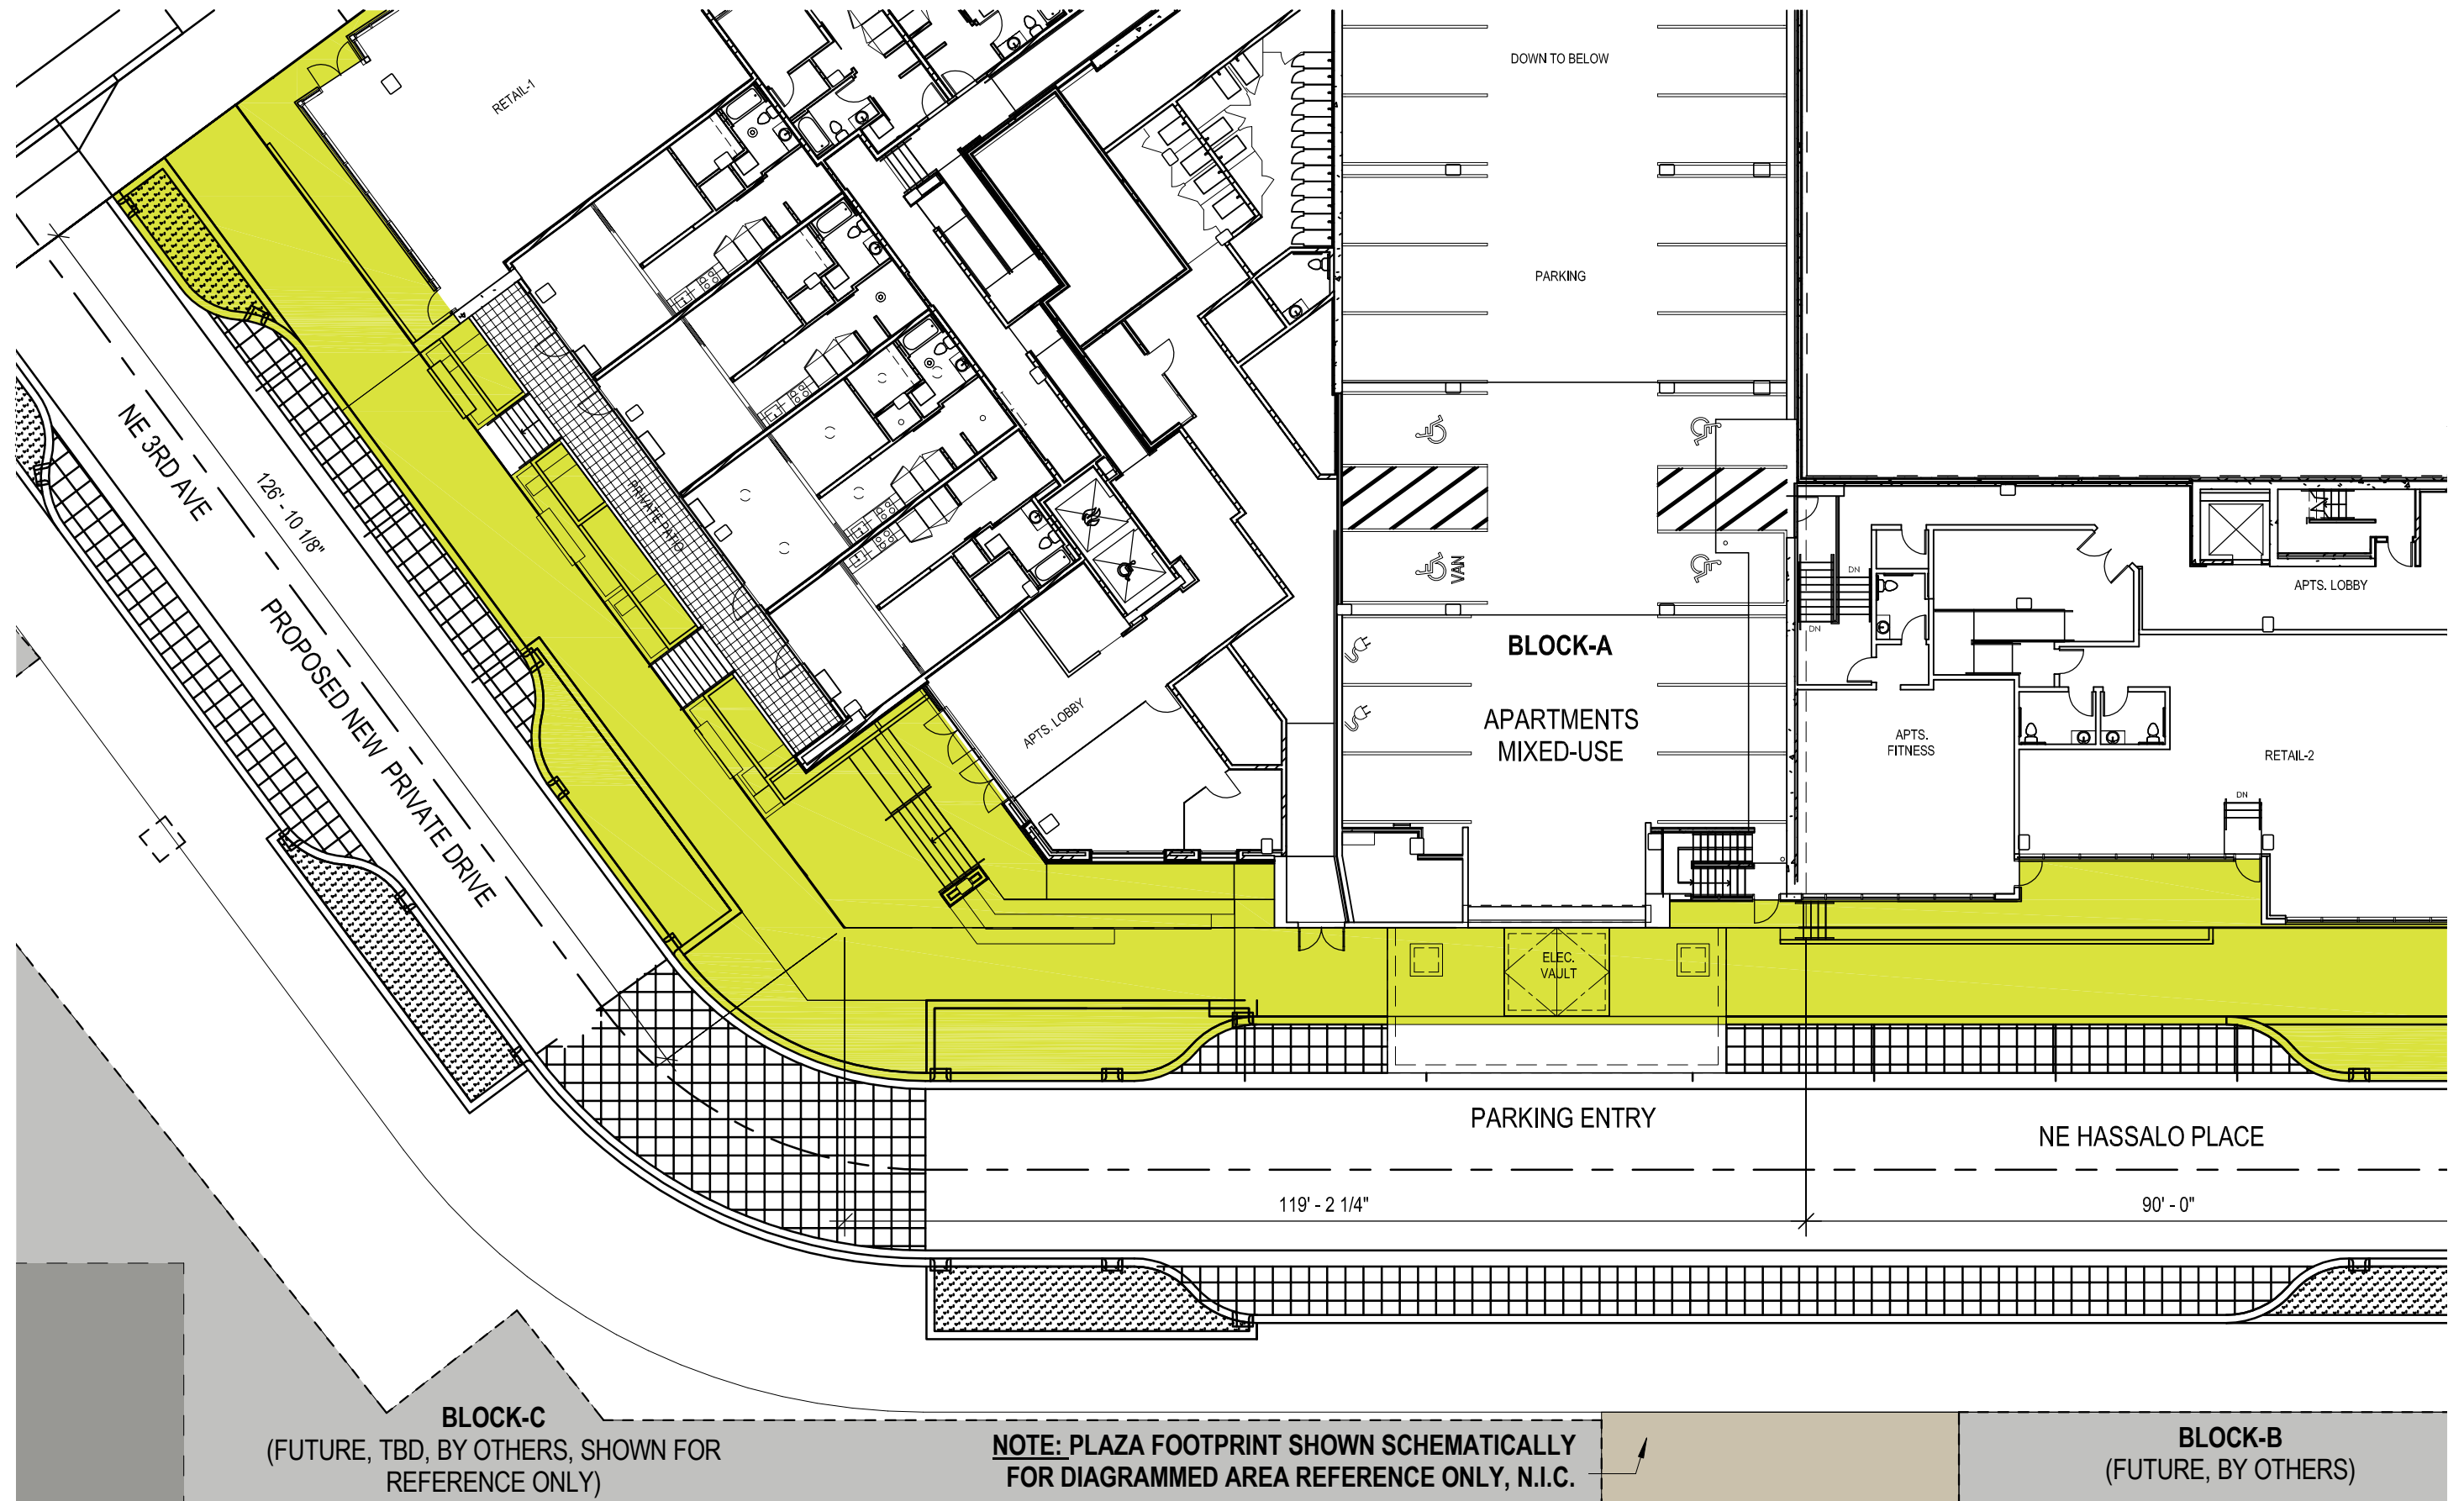 DOWN TO BELOW
RETAIL-1
PARKING
NE 3RD AVE
126' - 10 1/8"
PRIVATE PATIO
PROPOSED NEW PRIVATE DRIVE
VAN
DN
DN
APTS. LOBBY
BLOCK-A
APARTMENTS
MIXED-USE
APTS. LOBBY
APTS.
FITNESS
RETAIL-2
DN
ELEC.
VAULT
PARKING ENTRY
NE HASSALO PLACE
119' - 2 1/4"
90' - 0"
BLOCK-C
(FUTURE, TBD, BY OTHERS, SHOWN FOR
REFERENCE ONLY)
NOTE: PLAZA FOOTPRINT SHOWN SCHEMATICALLY
FOR DIAGRAMMED AREA REFERENCE ONLY, N.I.C.
BLOCK-B
(FUTURE, BY OTHERS)